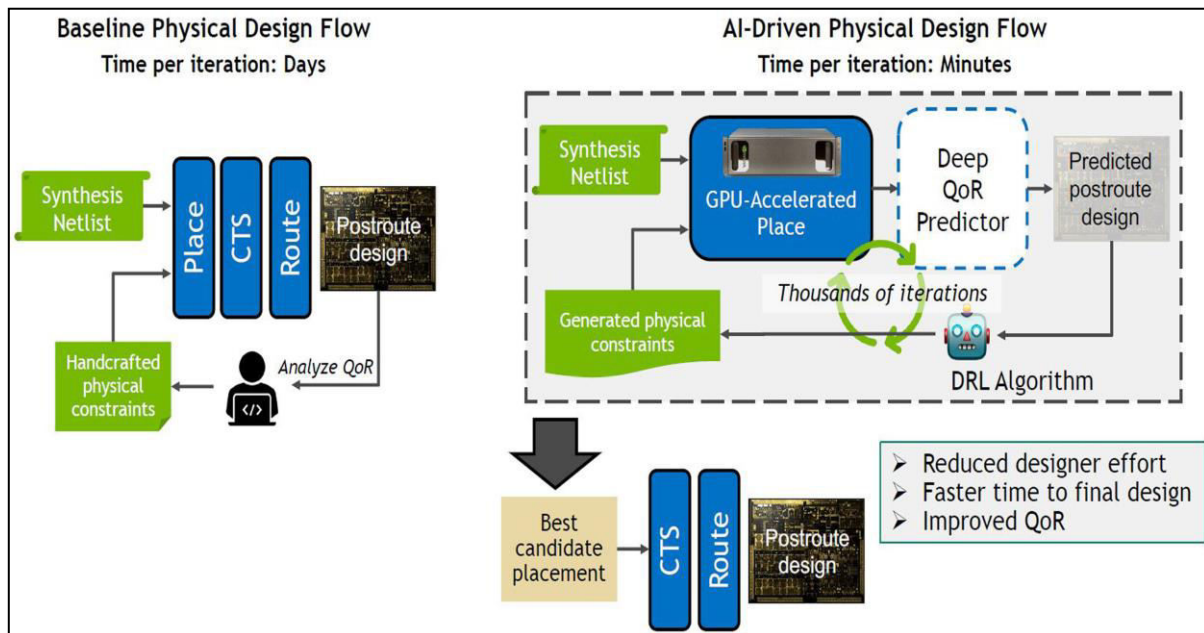 Baseline Physical Design Flow
Time per iteration: Days
Synthesis
Netlist
Place
CTS
Route
Postroute
design
Handcrafted
physical
constraints
Analyze QoR
</>
AI-Driven Physical Design Flow
Time per iteration: Minutes
Synthesis
Netlist
GPU-Accelerated
Place
Deep
QoR
Predictor
Predicted
postroute
design
Thousands of iterations
Generated physical
constraints
DRL Algorithm
Best
candidate
placement
CTS
Route
Postroute
design
➢ Reduced designer effort
➢ Faster time to final design
➢ Improved QoR